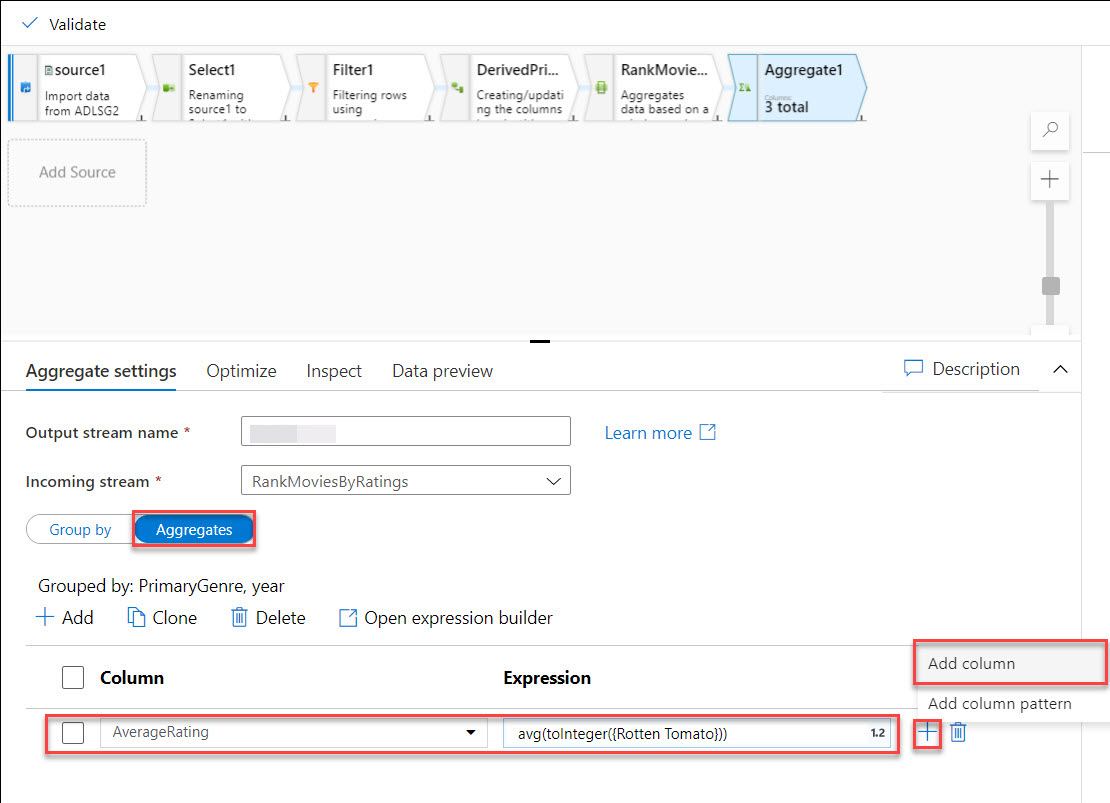 Validate
source1
Import data
from ADLSG2
Select1
Renaming
source1 to
Filter1
Filtering rows
using
DerivedPri...
Creating/updati
ng the columns
RankMovie...
Aggregates
data based on a
Aggregate1
Columns:
3 total
Add Source
Aggregate settings
Optimize
Inspect
Data preview
Description
Output stream name *
Learn more
Incoming stream *
RankMoviesByRatings
Group by
Aggregates
Grouped by: PrimaryGenre, year
Add
Clone
Delete
Open expression builder
Column
Expression
Add column
Add column pattern
AverageRating
avg(toInteger({Rotten Tomato}))
1.2